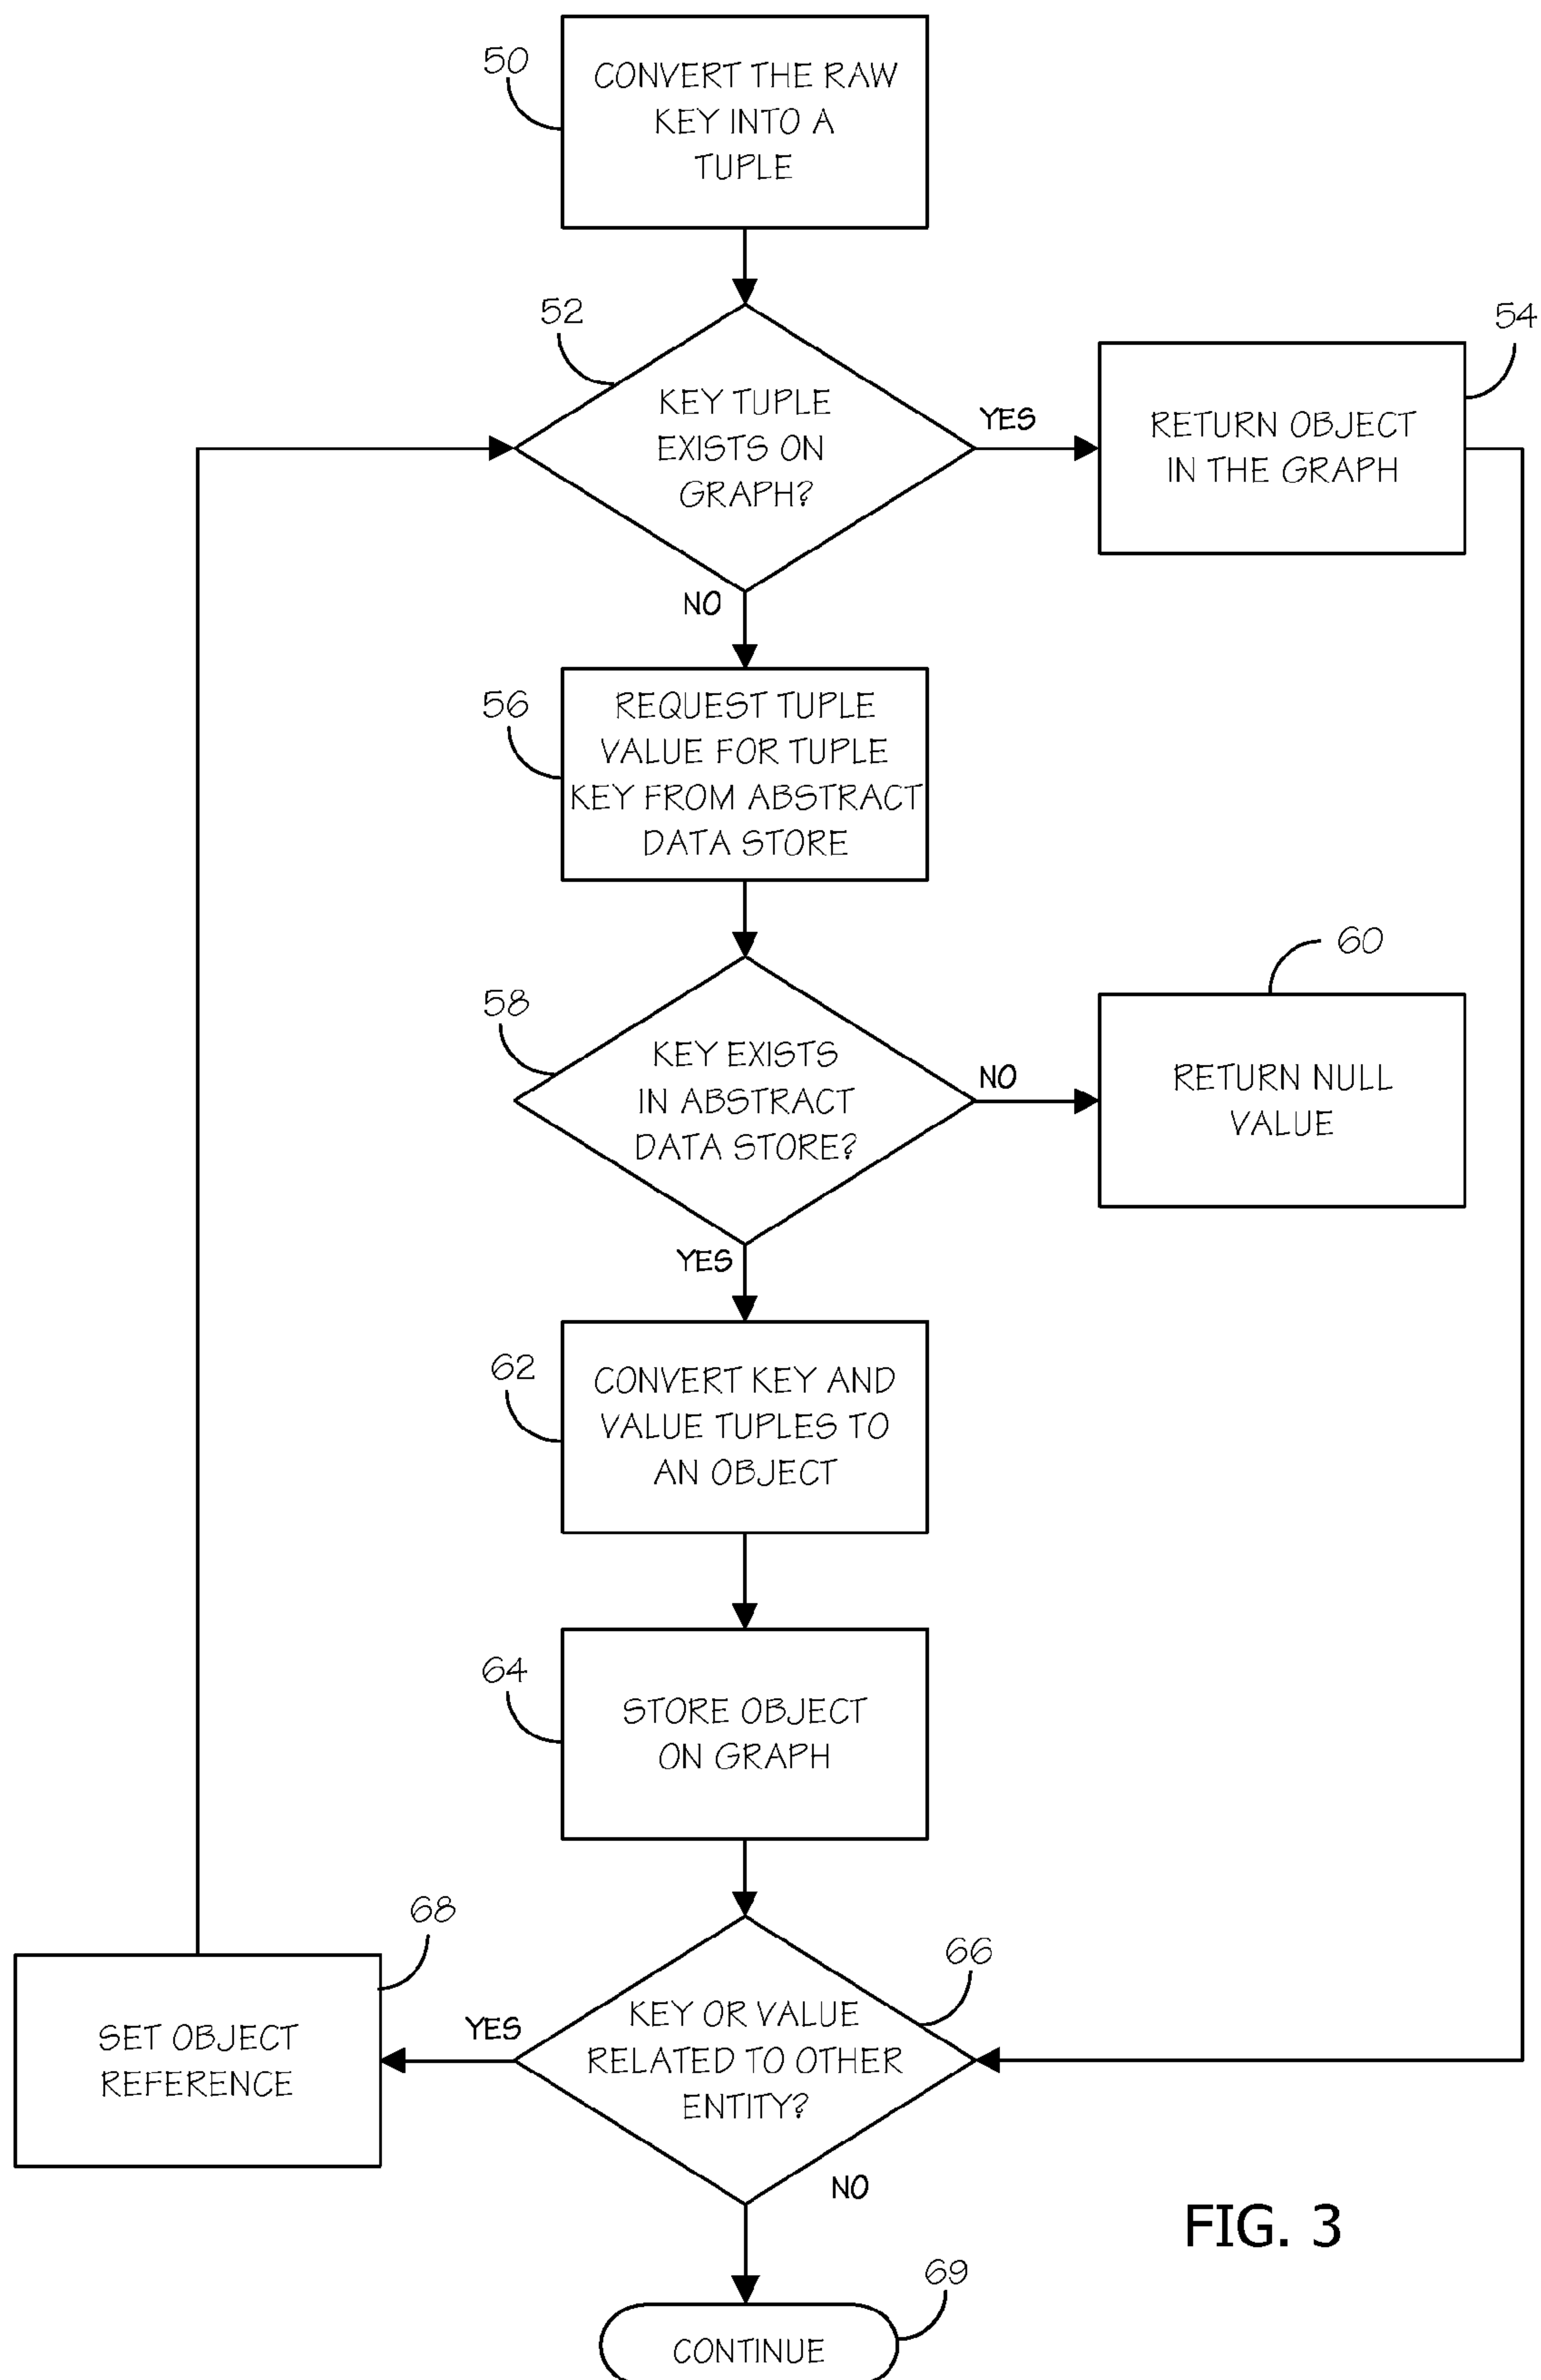 50
CONVERT THE RAW
KEY INTO A
TUPLE
52
KEY TUPLE
EXISTS ON
GRAPH?
YES
54
RETURN OBJECT
IN THE GRAPH
NO
56
REQUEST TUPLE
VALUE FOR TUPLE
KEY FROM ABSTRACT
DATA STORE
58
KEY EXISTS
IN ABSTRACT
DATA STORE?
NO
60
RETURN NULL
VALUE
YES
62
CONVERT KEY AND
VALUE TUPLES TO
AN OBJECT
64
STORE OBJECT
ON GRAPH
66
KEY OR VALUE
RELATED TO OTHER
ENTITY?
YES
68
SET OBJECT
REFERENCE
NO
69
CONTINUE
FIG. 3